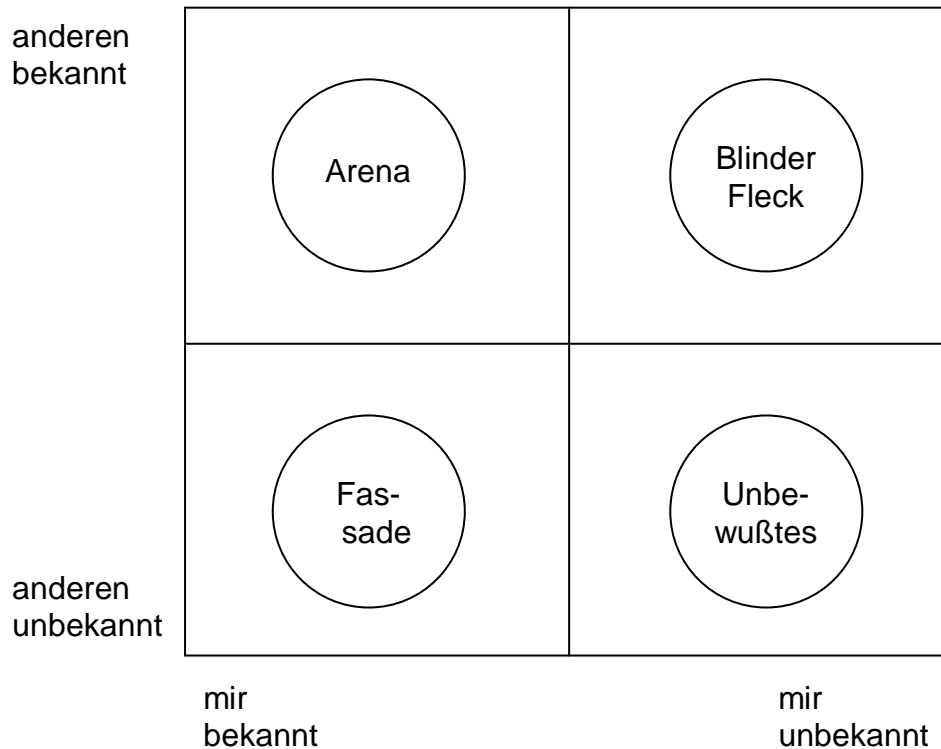 anderen
bekannt
Arena
Blinder
Fleck
Fas-
sade
Unbe-
wußtes
anderen
unbekannt
mir
bekannt
mir
unbekannt